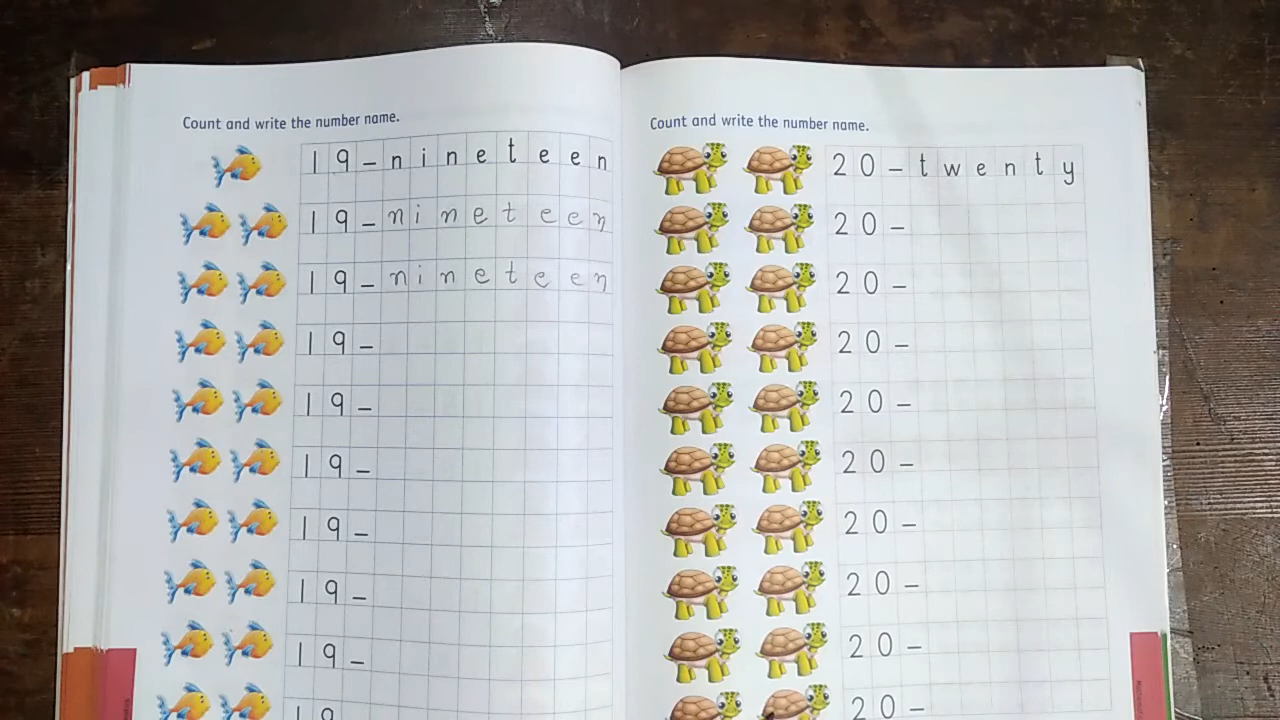 Count and write the number name.
19-nineteen
19-nineteen
19-nineteen
19-
19-
19-
19-
19-
19-
19
Count and write the number name.
20-twenty
20-
20-
20-
20-
20-
20-
20-
20-
20-